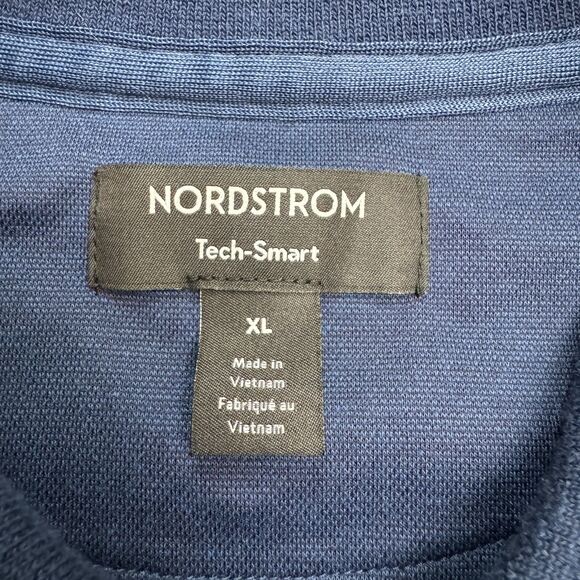 NORDSTROM
Tech-Smart
XL
Made in
Vietnam
Fabriqué au
Vietnam